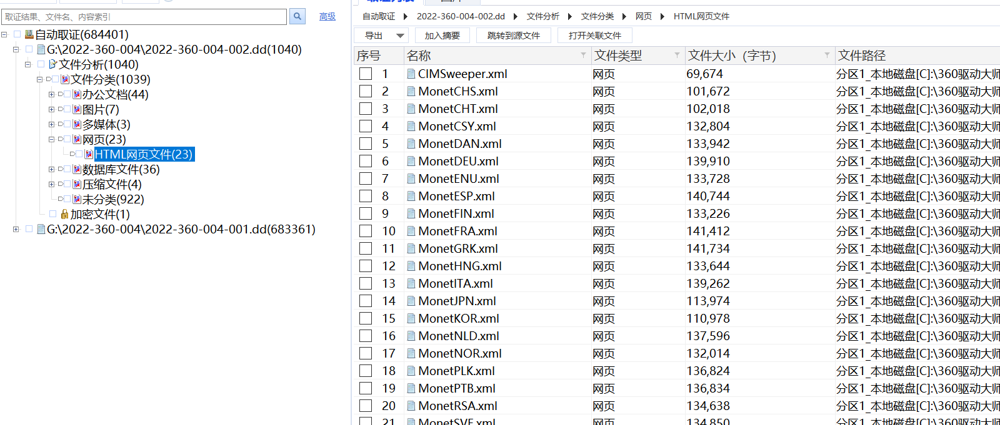 取证结果、文件名、内容索引
高级
自动取证(684401)
G:\2022-360-004\2022-360-004-002.dd(1040)
文件分析(1040)
文件分类(1039)
办公文档(44)
图片(7)
多媒体(3)
网页(23)
HTML网页文件(23)
数据库文件(36)
压缩文件(4)
未分类(922)
加密文件(1)
G:\2022-360-004\2022-360-004-001.dd(683361)
自动取证 2022-360-004-002.dd 文件分析 文件分类 网页 HTML网页文件
导出 加入摘要 跳转到源文件 打开关联文件
序号 名称 文件类型 文件大小（字节） 文件路径
1 CIMSweeper.xml 网页 69,674 分区1_本地磁盘[C]:\360驱动大师
2 MonetCHS.xml 网页 101,672 分区1_本地磁盘[C]:\360驱动大师
3 MonetCHT.xml 网页 102,018 分区1_本地磁盘[C]:\360驱动大师
4 MonetCSY.xml 网页 132,804 分区1_本地磁盘[C]:\360驱动大师
5 MonetDAN.xml 网页 133,942 分区1_本地磁盘[C]:\360驱动大师
6 MonetDEU.xml 网页 139,910 分区1_本地磁盘[C]:\360驱动大师
7 MonetENU.xml 网页 133,728 分区1_本地磁盘[C]:\360驱动大师
8 MonetESP.xml 网页 140,744 分区1_本地磁盘[C]:\360驱动大师
9 MonetFIN.xml 网页 133,226 分区1_本地磁盘[C]:\360驱动大师
10 MonetFRA.xml 网页 141,412 分区1_本地磁盘[C]:\360驱动大师
11 MonetGRK.xml 网页 141,734 分区1_本地磁盘[C]:\360驱动大师
12 MonetHNG.xml 网页 133,644 分区1_本地磁盘[C]:\360驱动大师
13 MonetITA.xml 网页 139,262 分区1_本地磁盘[C]:\360驱动大师
14 MonetJPN.xml 网页 113,974 分区1_本地磁盘[C]:\360驱动大师
15 MonetKOR.xml 网页 110,978 分区1_本地磁盘[C]:\360驱动大师
16 MonetNLD.xml 网页 137,596 分区1_本地磁盘[C]:\360驱动大师
17 MonetNOR.xml 网页 132,014 分区1_本地磁盘[C]:\360驱动大师
18 MonetPLK.xml 网页 136,824 分区1_本地磁盘[C]:\360驱动大师
19 MonetPTB.xml 网页 136,834 分区1_本地磁盘[C]:\360驱动大师
20 MonetRSA.xml 网页 134,638 分区1_本地磁盘[C]:\360驱动大师
21 MonetSVE.xml 网页 134,850 分区1_本地磁盘[C]:\360驱动大师